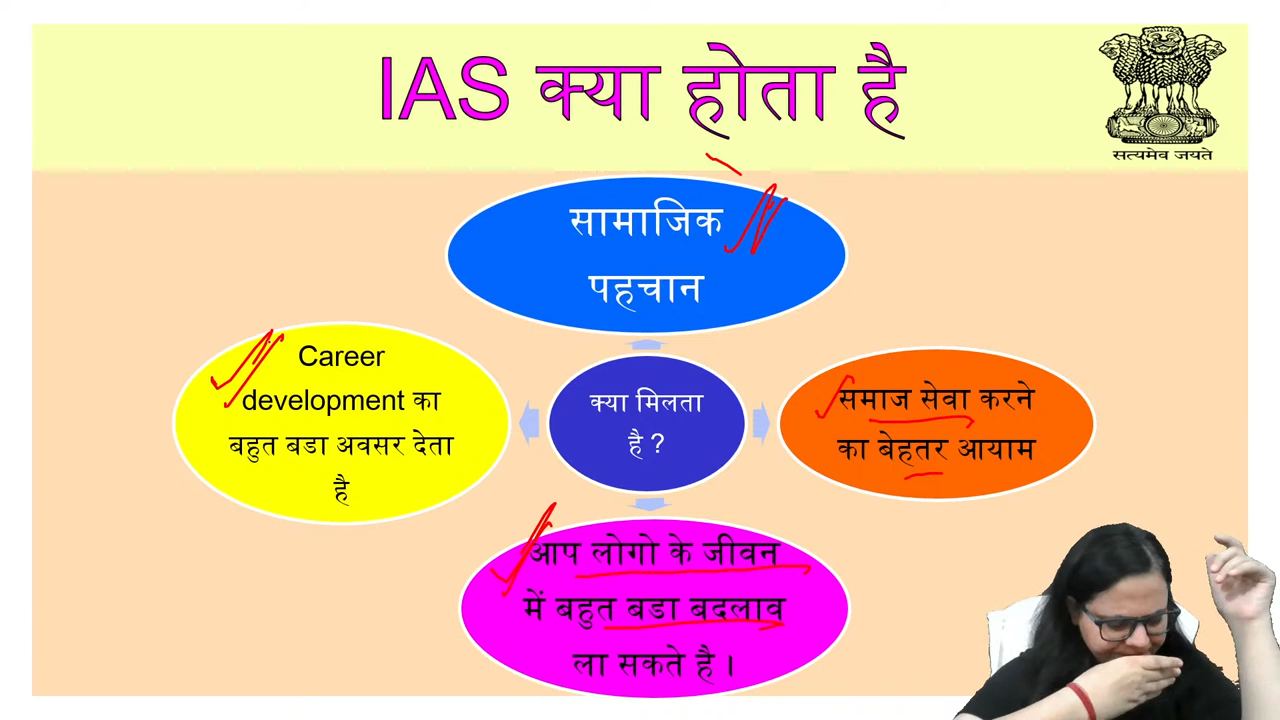 IAS क्या होता है
सत्यमेव जयते
सामाजिक
पहचान
Career
development का
बहुत बडा अवसर देता
है
क्या मिलता
है ?
समाज सेवा करने
का बेहतर आयाम
आप लोगो के जीवन
में बहुत बडा बदलाव
ला सकते है ।